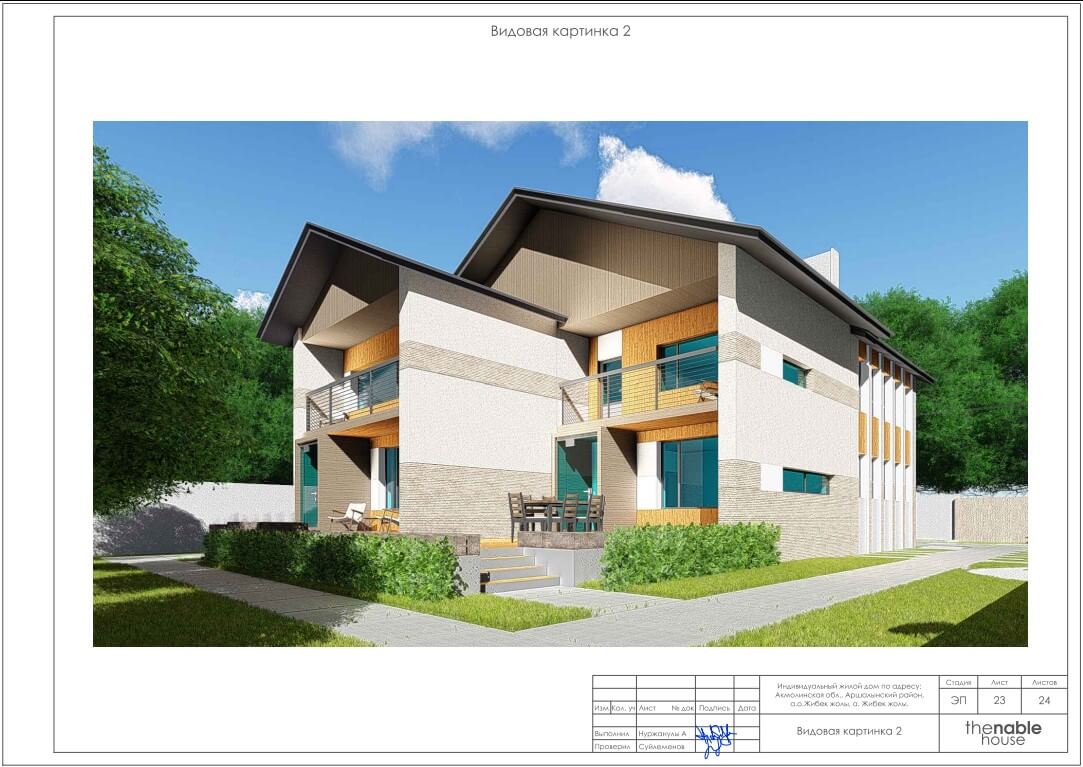 Видовая картинка 2
Индивидуальный жилой дом по адресу:
Акмолинская обл., Аршалынский район,
а.о.Жибек жолы, а. Жибек жолы.
Стадия Лист Листов
ЭП 23 24
Изм. Кол. уч Лист № док Подпись Дата
Выполнил Нуржанулы А
Проверил Сүйлеменов
Видовая картинка 2
thenable
house